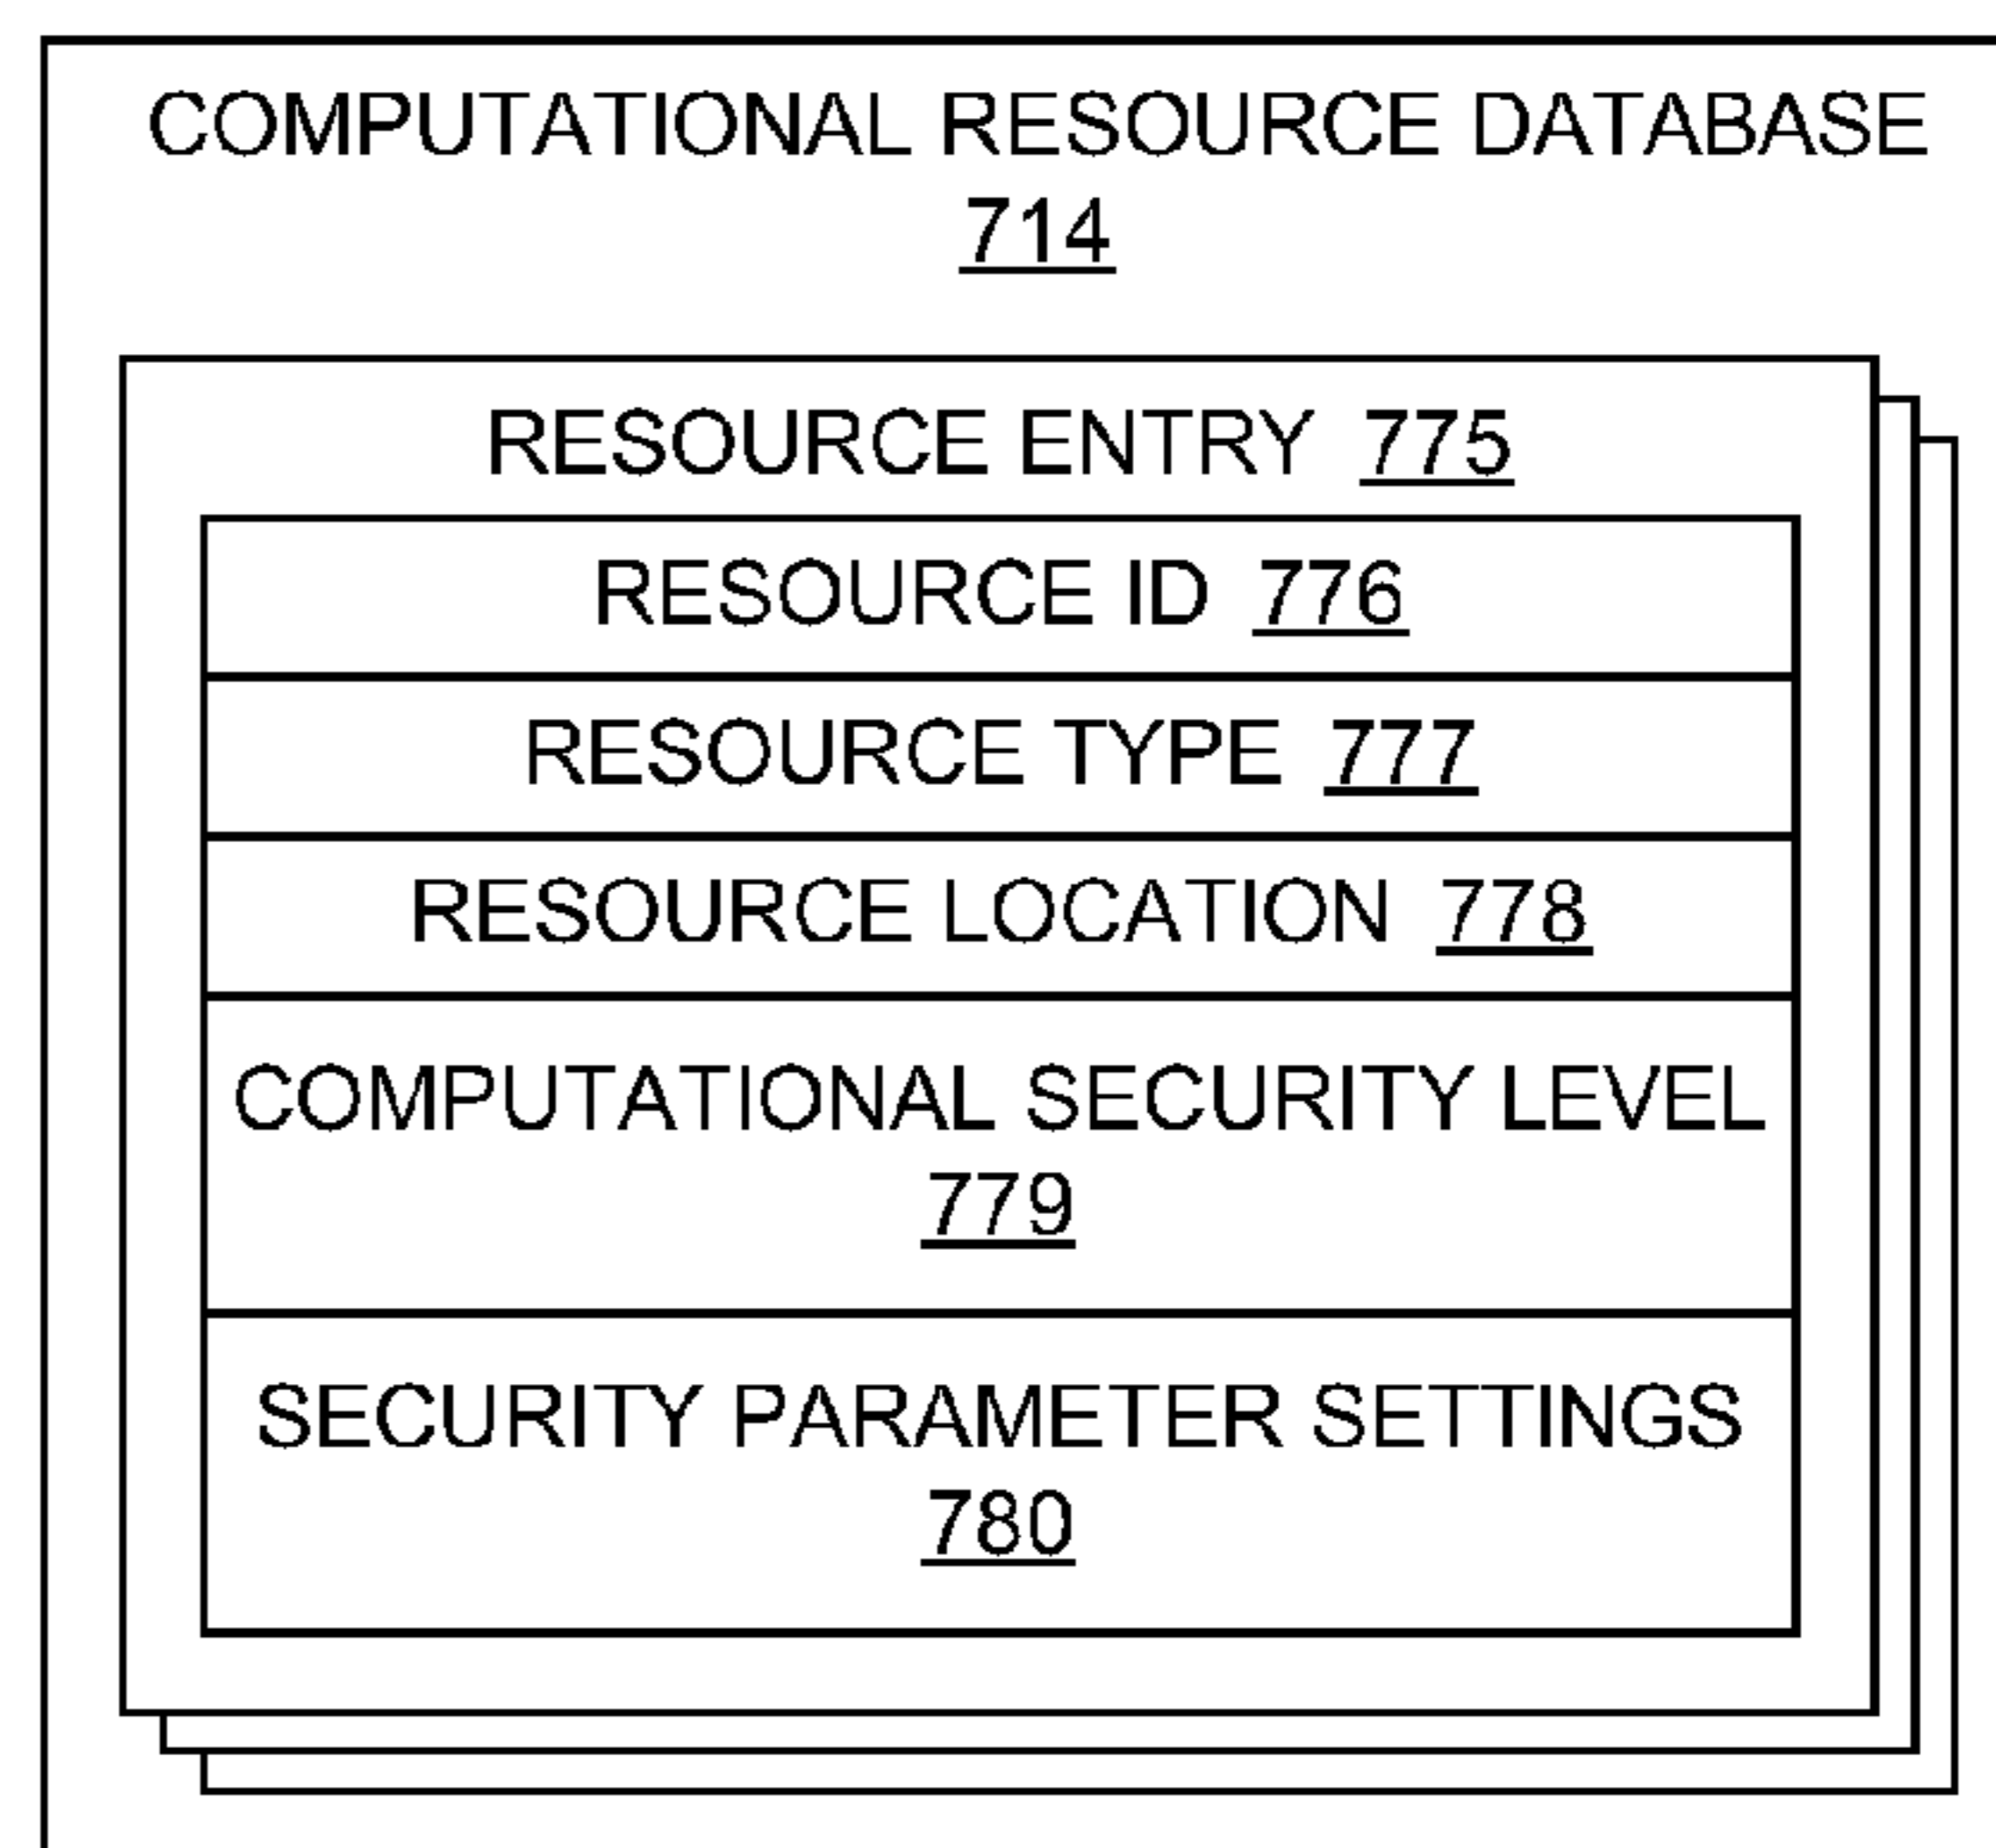 COMPUTATIONAL RESOURCE DATABASE
714
RESOURCE ENTRY 775
RESOURCE ID 776
RESOURCE TYPE 777
RESOURCE LOCATION 778
COMPUTATIONAL SECURITY LEVEL
779
SECURITY PARAMETER SETTINGS
780